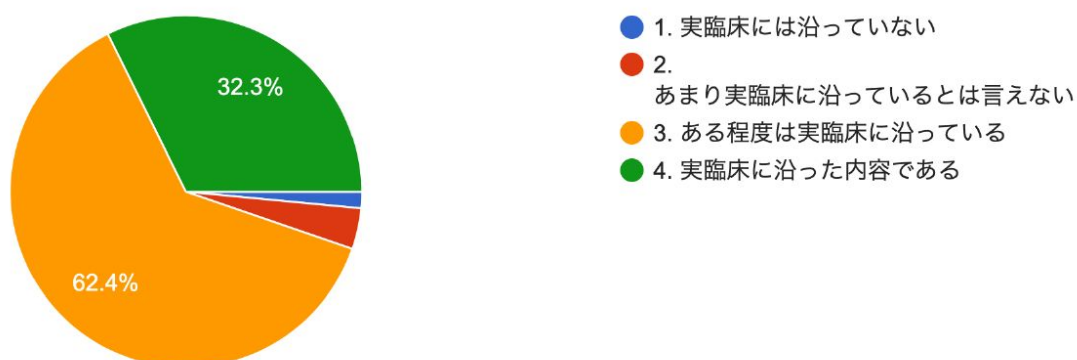 32.3%
62.4%
1. 実臨床には沿っていない
2.
あまり実臨床に沿っているとは言えない
3. ある程度は実臨床に沿っている
4. 実臨床に沿った内容である